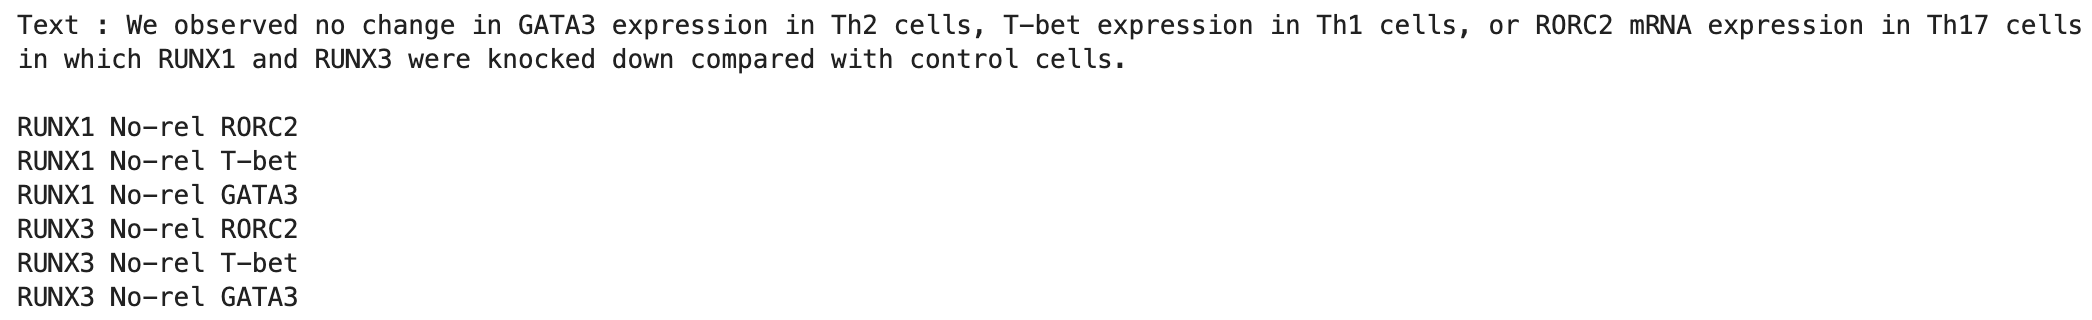 Text : We observed no change in GATA3 expression in Th2 cells, T-bet expression in Th1 cells, or RORC2 mRNA expression in Th17 cells
in which RUNX1 and RUNX3 were knocked down compared with control cells.
RUNX1 No-rel RORC2
RUNX1 No-rel T-bet
RUNX1 No-rel GATA3
RUNX3 No-rel RORC2
RUNX3 No-rel T-bet
RUNX3 No-rel GATA3